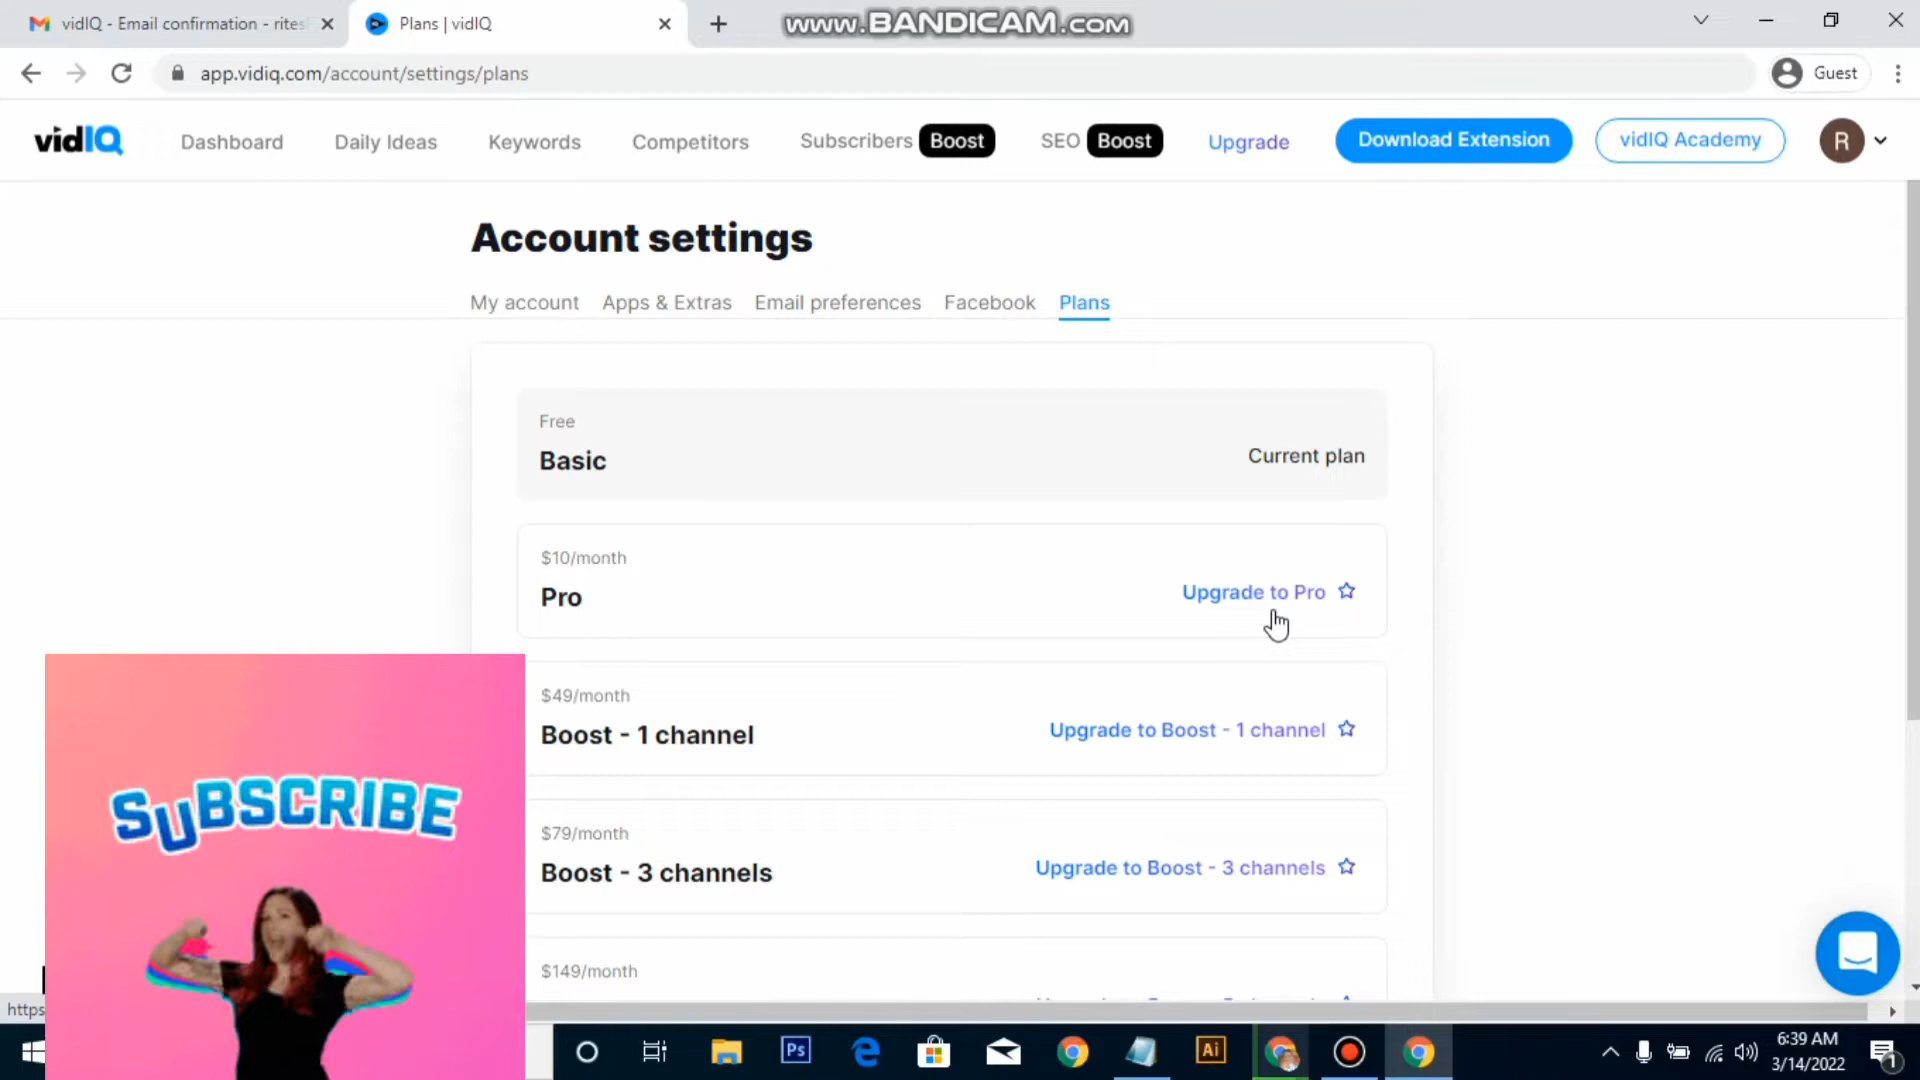 vidIQ - Email confirmation - rites
Plans | vidIQ
www.BANDICAM.com
app.vidiq.com/account/settings/plans
Guest
vidIQ
Dashboard
Daily Ideas
Keywords
Competitors
Subscribers Boost
SEO Boost
Upgrade
Download Extension
vidIQ Academy
R
Account settings
My account
Apps & Extras
Email preferences
Facebook
Plans
Free
Basic
Current plan
$10/month
Pro
Upgrade to Pro
$49/month
Boost - 1 channel
Upgrade to Boost - 1 channel
$79/month
Boost - 3 channels
Upgrade to Boost - 3 channels
$149/month
SUBSCRIBE
https
Ps
Ai
6:39 AM
3/14/2022
1